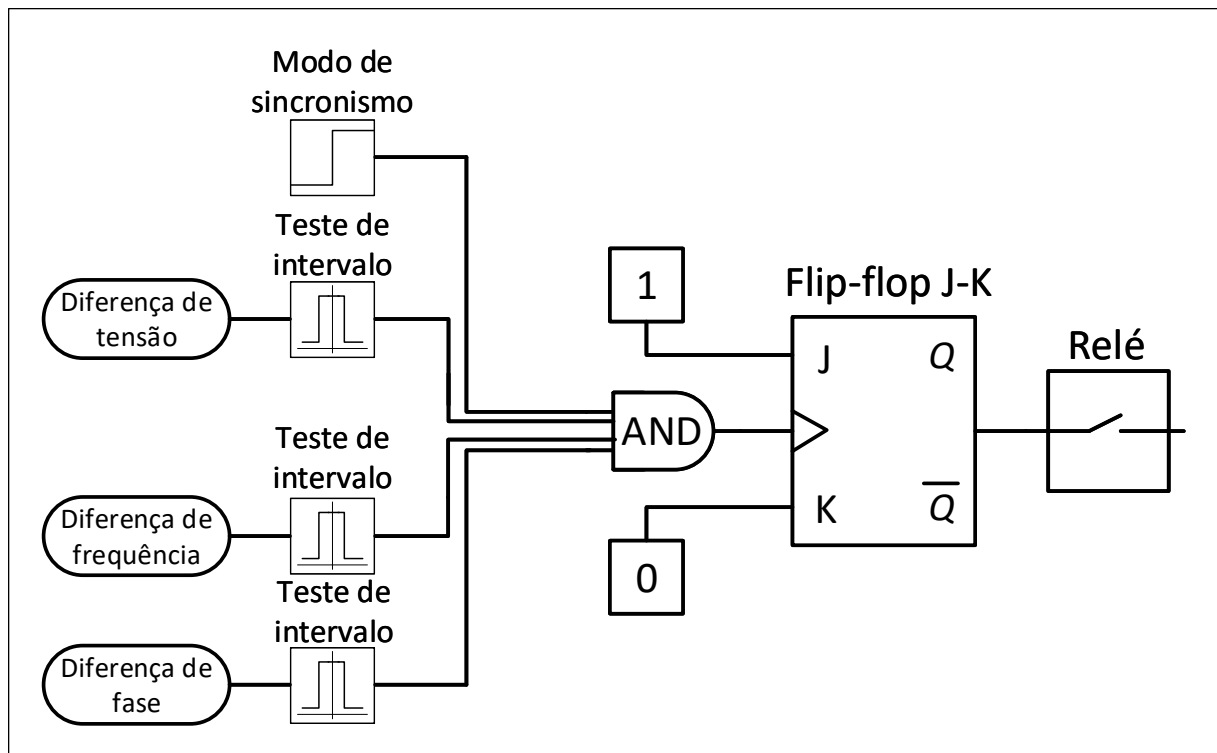 Modo de
sincronismo
Teste de
intervalo
Diferença de
tensão
1
Flip-flop J-K
J
Q
Relé
AND
Teste de
intervalo
Diferença de
frequência
K
Q
0
Teste de
intervalo
Diferença de
fase